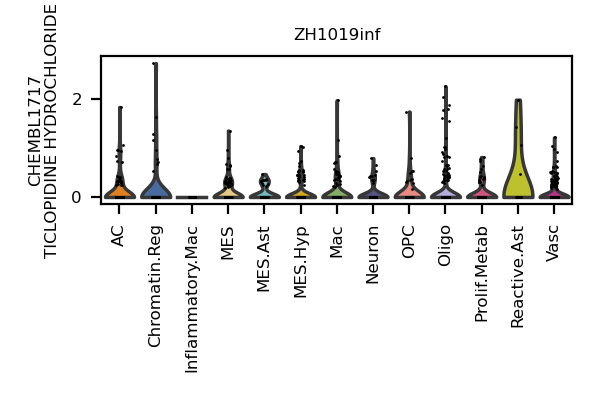 ZH1019inf
CHEMBL1717
TICLOPIDINE HYDROCHLORIDE
2
0
AC
Chromatin.Reg
Inflammatory.Mac
MES
MES.Ast
MES.Hyp
Mac
Neuron
OPC
Oligo
Prolif.Metab
Reactive.Ast
Vasc